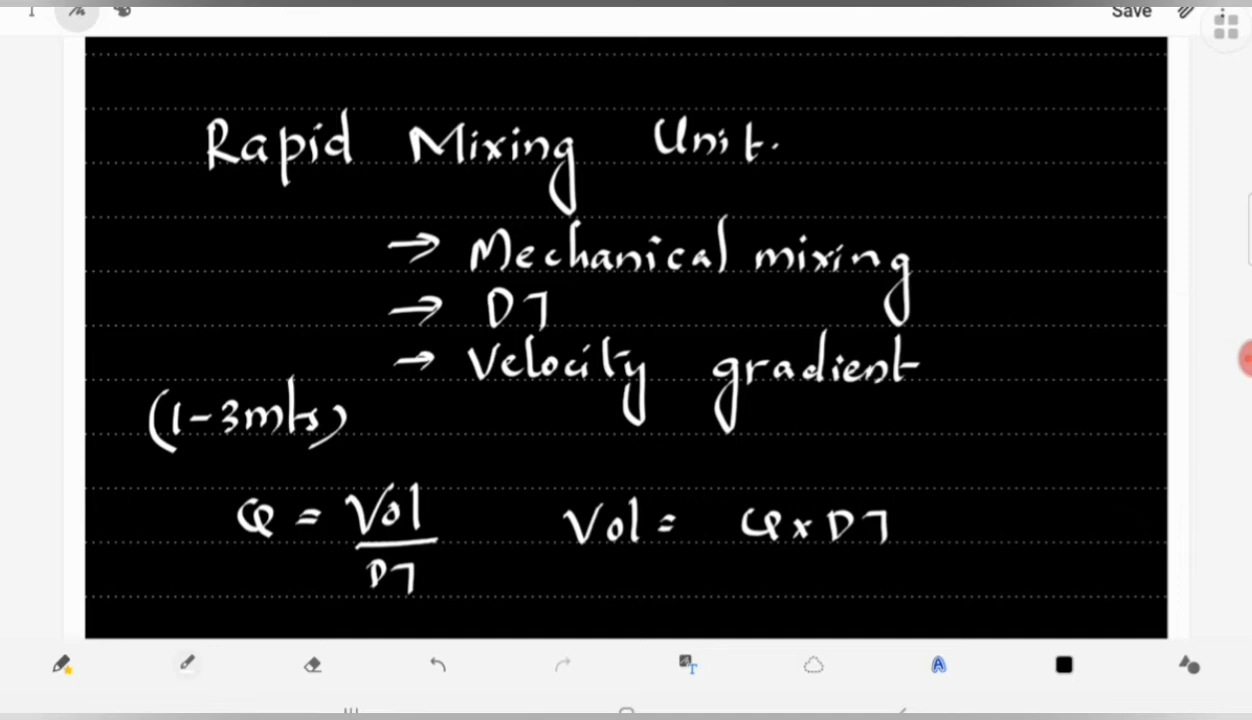 Save
Rapid Mixing Unit.
→ Mechanical mixing
→ DT
→ Velocity gradient
(1-3mts)
Q = Vol / DT
Vol = Q x DT